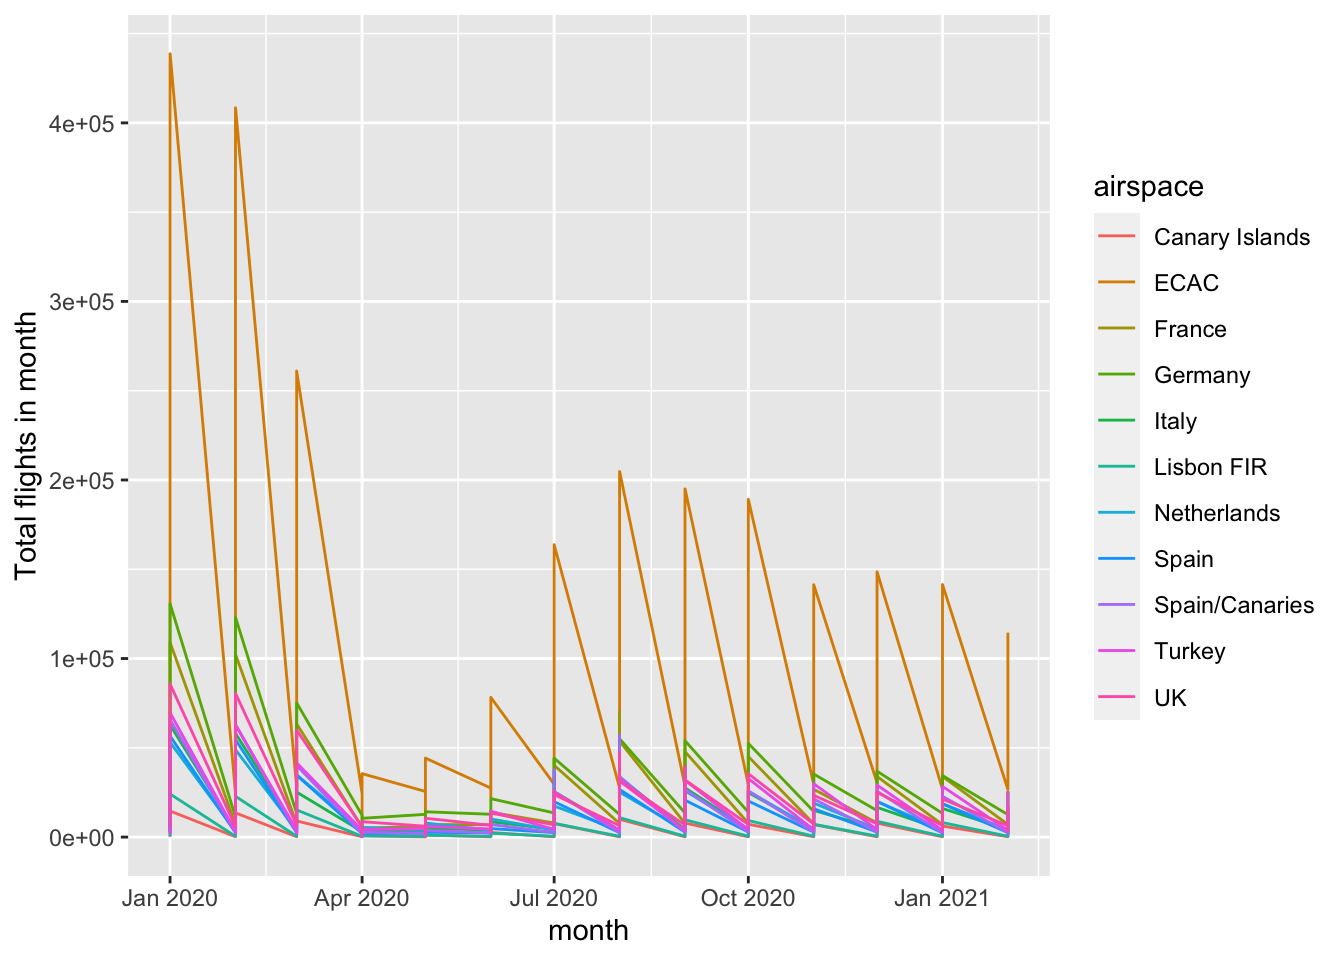 4e+05
3e+05
2e+05
1e+05
0e+00
Total flights in month
Jan 2020 Apr 2020 Jul 2020 Oct 2020 Jan 2021
month
airspace
Canary Islands
ECAC
France
Germany
Italy
Lisbon FIR
Netherlands
Spain
Spain/Canaries
Turkey
UK